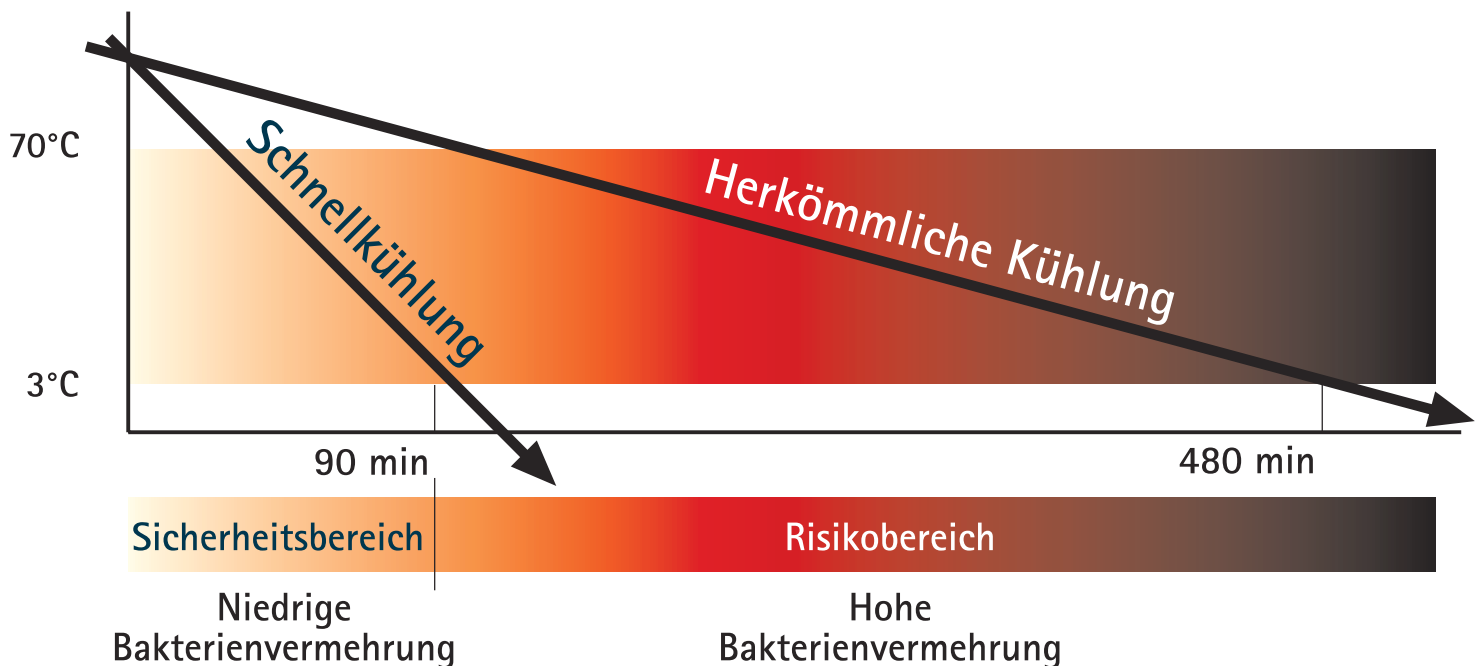 70°C
Schnellkühlung
Herkömmliche Kühlung
3°C
90 min
480 min
Sicherheitsbereich
Risikobereich
Niedrige
Bakterienvermehrung
Hohe
Bakterienvermehrung